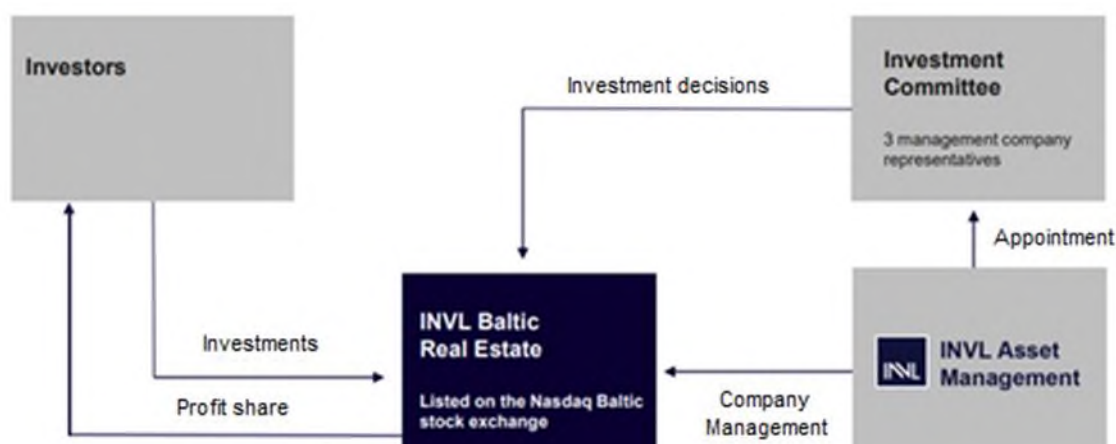 Investors
Investment decisions
Investment
Committee
3 management company
representatives
Appointment
Investments
Profit share
INVL Baltic
Real Estate
Listed on the Nasdaq Baltic
stock exchange
Company
Management
INVL
INVL Asset
Management